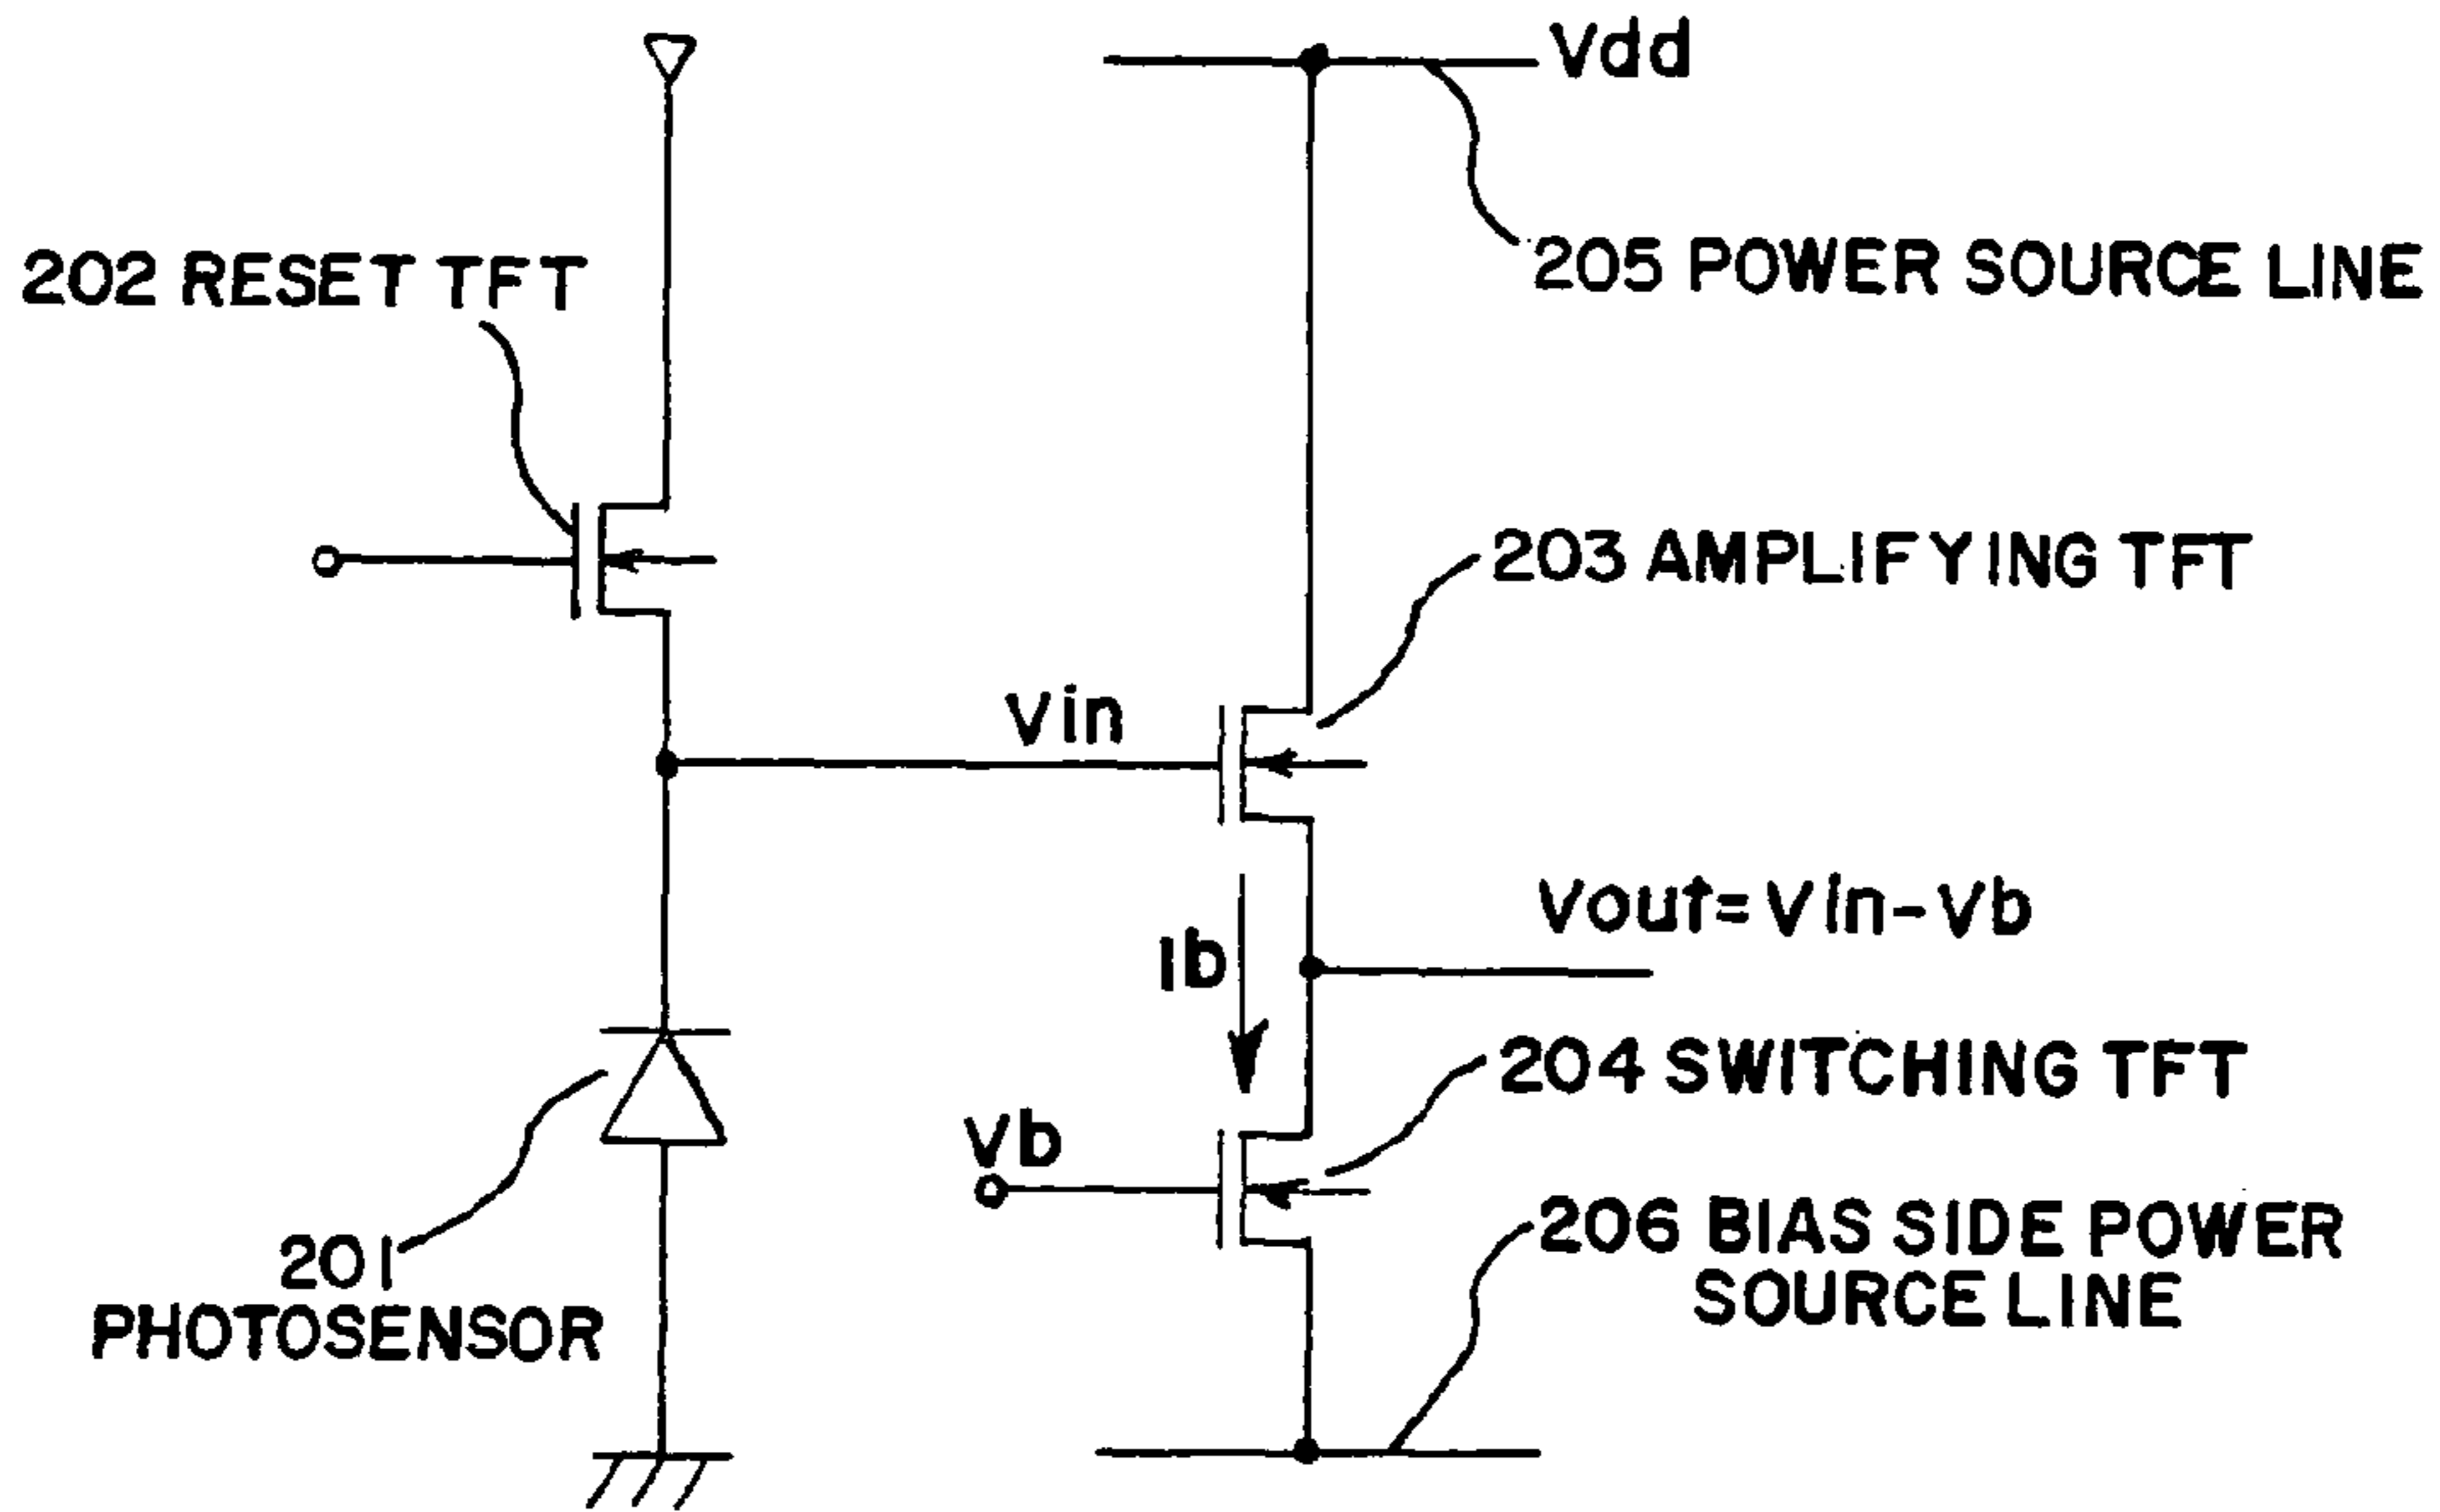 Vdd
205 POWER SOURCE LINE
202 RESET TFT
203 AMPLIFYING TFT
Vin
Vout=Vin-Vb
Ib
204 SWITCHING TFT
Vb
206 BIAS SIDE POWER
SOURCE LINE
201
PHOTOSENSOR